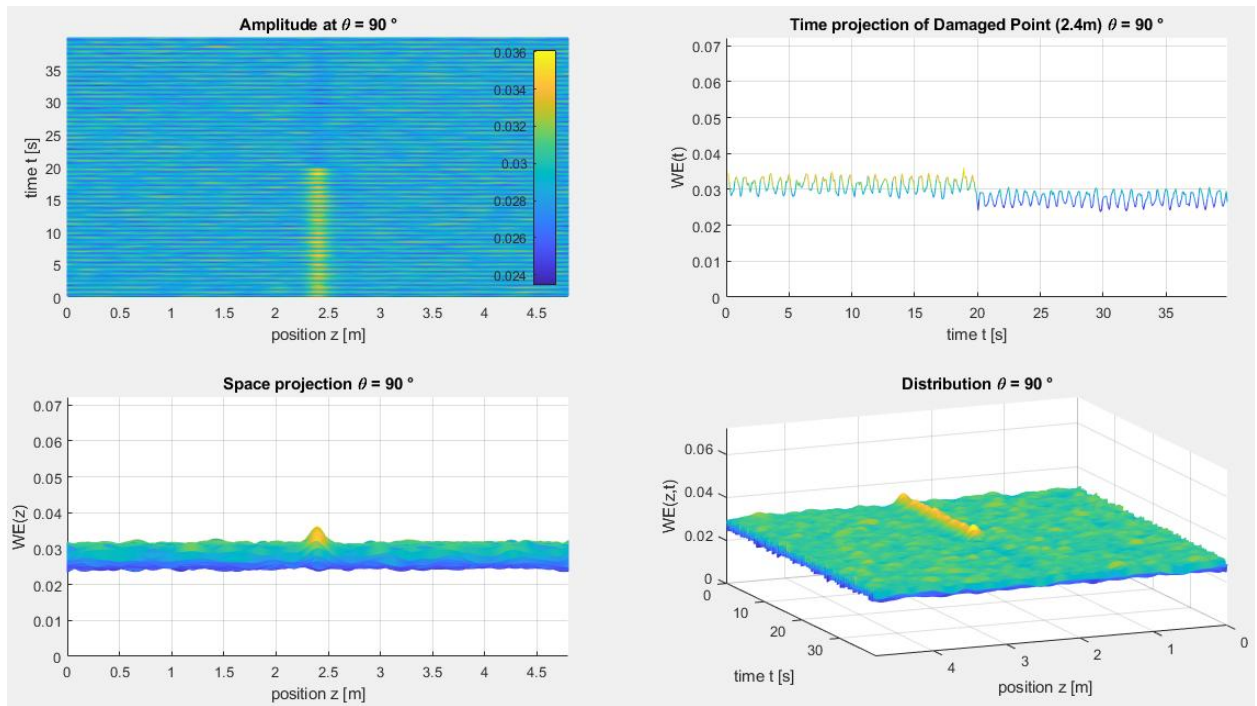 Amplitude at θ = 90 °
time t [s]
35
30
25
20
15
10
5
0
0 0.5 1 1.5 2 2.5 3 3.5 4 4.5
position z [m]
0.036
0.034
0.032
0.03
0.028
0.026
0.024
Time projection of Damaged Point (2.4m) θ = 90 °
WE(t)
0.07
0.06
0.05
0.04
0.03
0.02
0.01
0
0 5 10 15 20 25 30 35
time t [s]
Space projection θ = 90 °
WE(z)
0.07
0.06
0.05
0.04
0.03
0.02
0.01
0
0 0.5 1 1.5 2 2.5 3 3.5 4 4.5
position z [m]
Distribution θ = 90 °
WE(z,t)
0.06
0.04
0.02
0
0
10
20
30
time t [s]
4 3 2 1 0
position z [m]